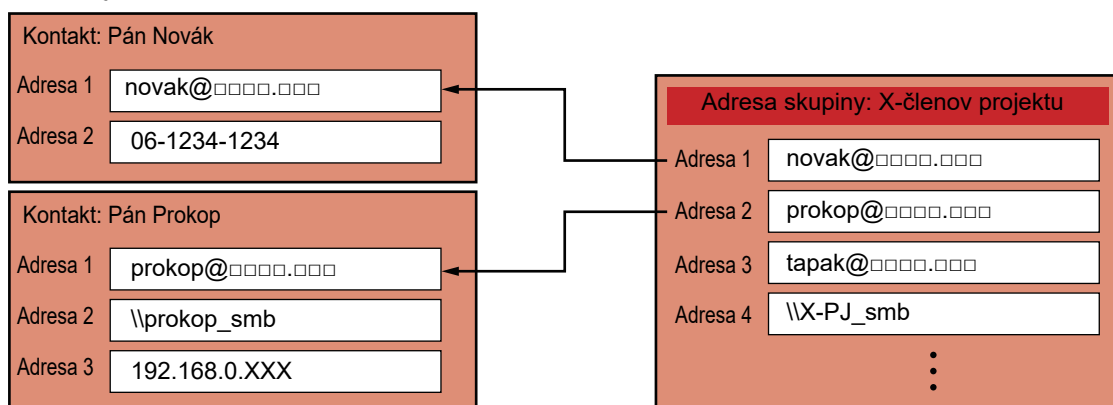 Kontakt: Pán Novák
Adresa 1 novak@□□□□.□□□
Adresa 2 06-1234-1234
Kontakt: Pán Prokop
Adresa 1 prokop@□□□□.□□□
Adresa 2 \\prokop_smb
Adresa 3 192.168.0.XXX
Adresa skupiny: X-členov projektu
Adresa 1 novak@□□□□.□□□
Adresa 2 prokop@□□□□.□□□
Adresa 3 tapak@□□□□.□□□
Adresa 4 \\X-PJ_smb